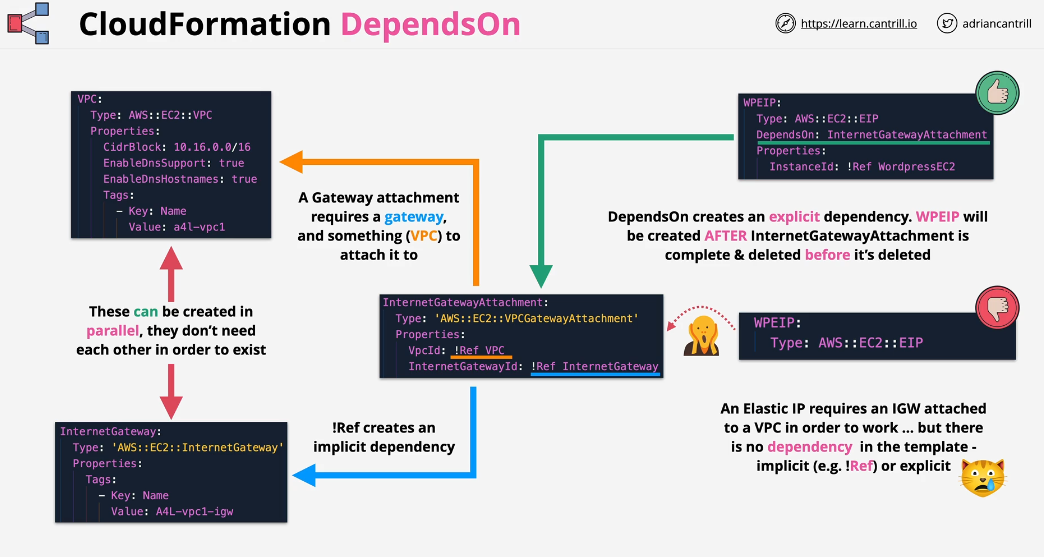 CloudFormation DependsOn
https://learn.cantrill.io
adriancantrill
VPC:
Type: AWS::EC2::VPC
Properties:
CidrBlock: 10.16.0.0/16
EnableDnsSupport: true
EnableDnsHostnames: true
Tags:
- Key: Name
Value: a4l-vpc1
A Gateway attachment
requires a gateway,
and something (VPC) to
attach it to
WPEIP:
Type: AWS::EC2::EIP
DependsOn: InternetGatewayAttachment
Properties:
InstanceId: !Ref WordpressEC2
DependsOn creates an explicit dependency. WPEIP will
be created AFTER InternetGatewayAttachment is
complete & deleted before it's deleted
These can be created in
parallel, they don't need
each other in order to exist
InternetGatewayAttachment:
Type: 'AWS::EC2::VPCGatewayAttachment'
Properties:
VpcId: !Ref VPC
InternetGatewayId: !Ref InternetGateway
WPEIP:
Type: AWS::EC2::EIP
InternetGateway:
Type: 'AWS::EC2::InternetGateway'
Properties:
Tags:
- Key: Name
Value: A4L-vpc1-igw
!Ref creates an
implicit dependency
An Elastic IP requires an IGW attached
to a VPC in order to work ... but there
is no dependency in the template -
implicit (e.g. !Ref) or explicit